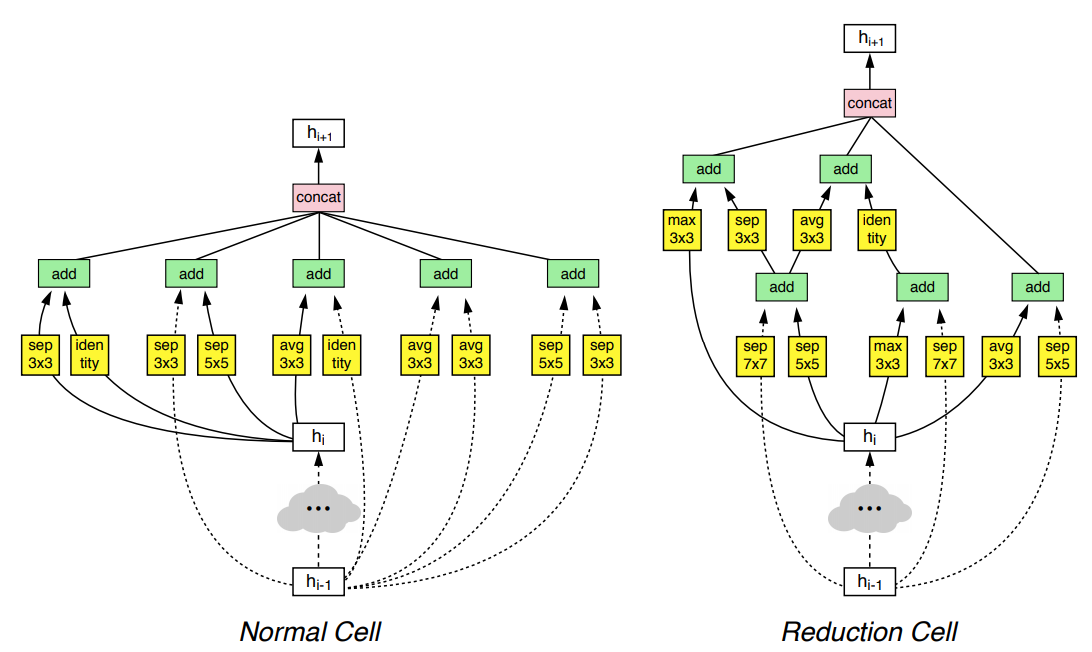 h_{i+1}
concat
add add add add add
sep 3x3 iden tity sep 3x3 sep 5x5 avg 3x3 iden tity avg 3x3 avg 3x3 sep 5x5 sep 3x3
h_i
...
h_{i-1}
Normal Cell
h_{i+1}
concat
add add
max 3x3 sep 3x3 avg 3x3 iden tity
add add add
sep 7x7 sep 5x5 max 3x3 sep 7x7 avg 3x3 sep 5x5
h_i
...
h_{i-1}
Reduction Cell